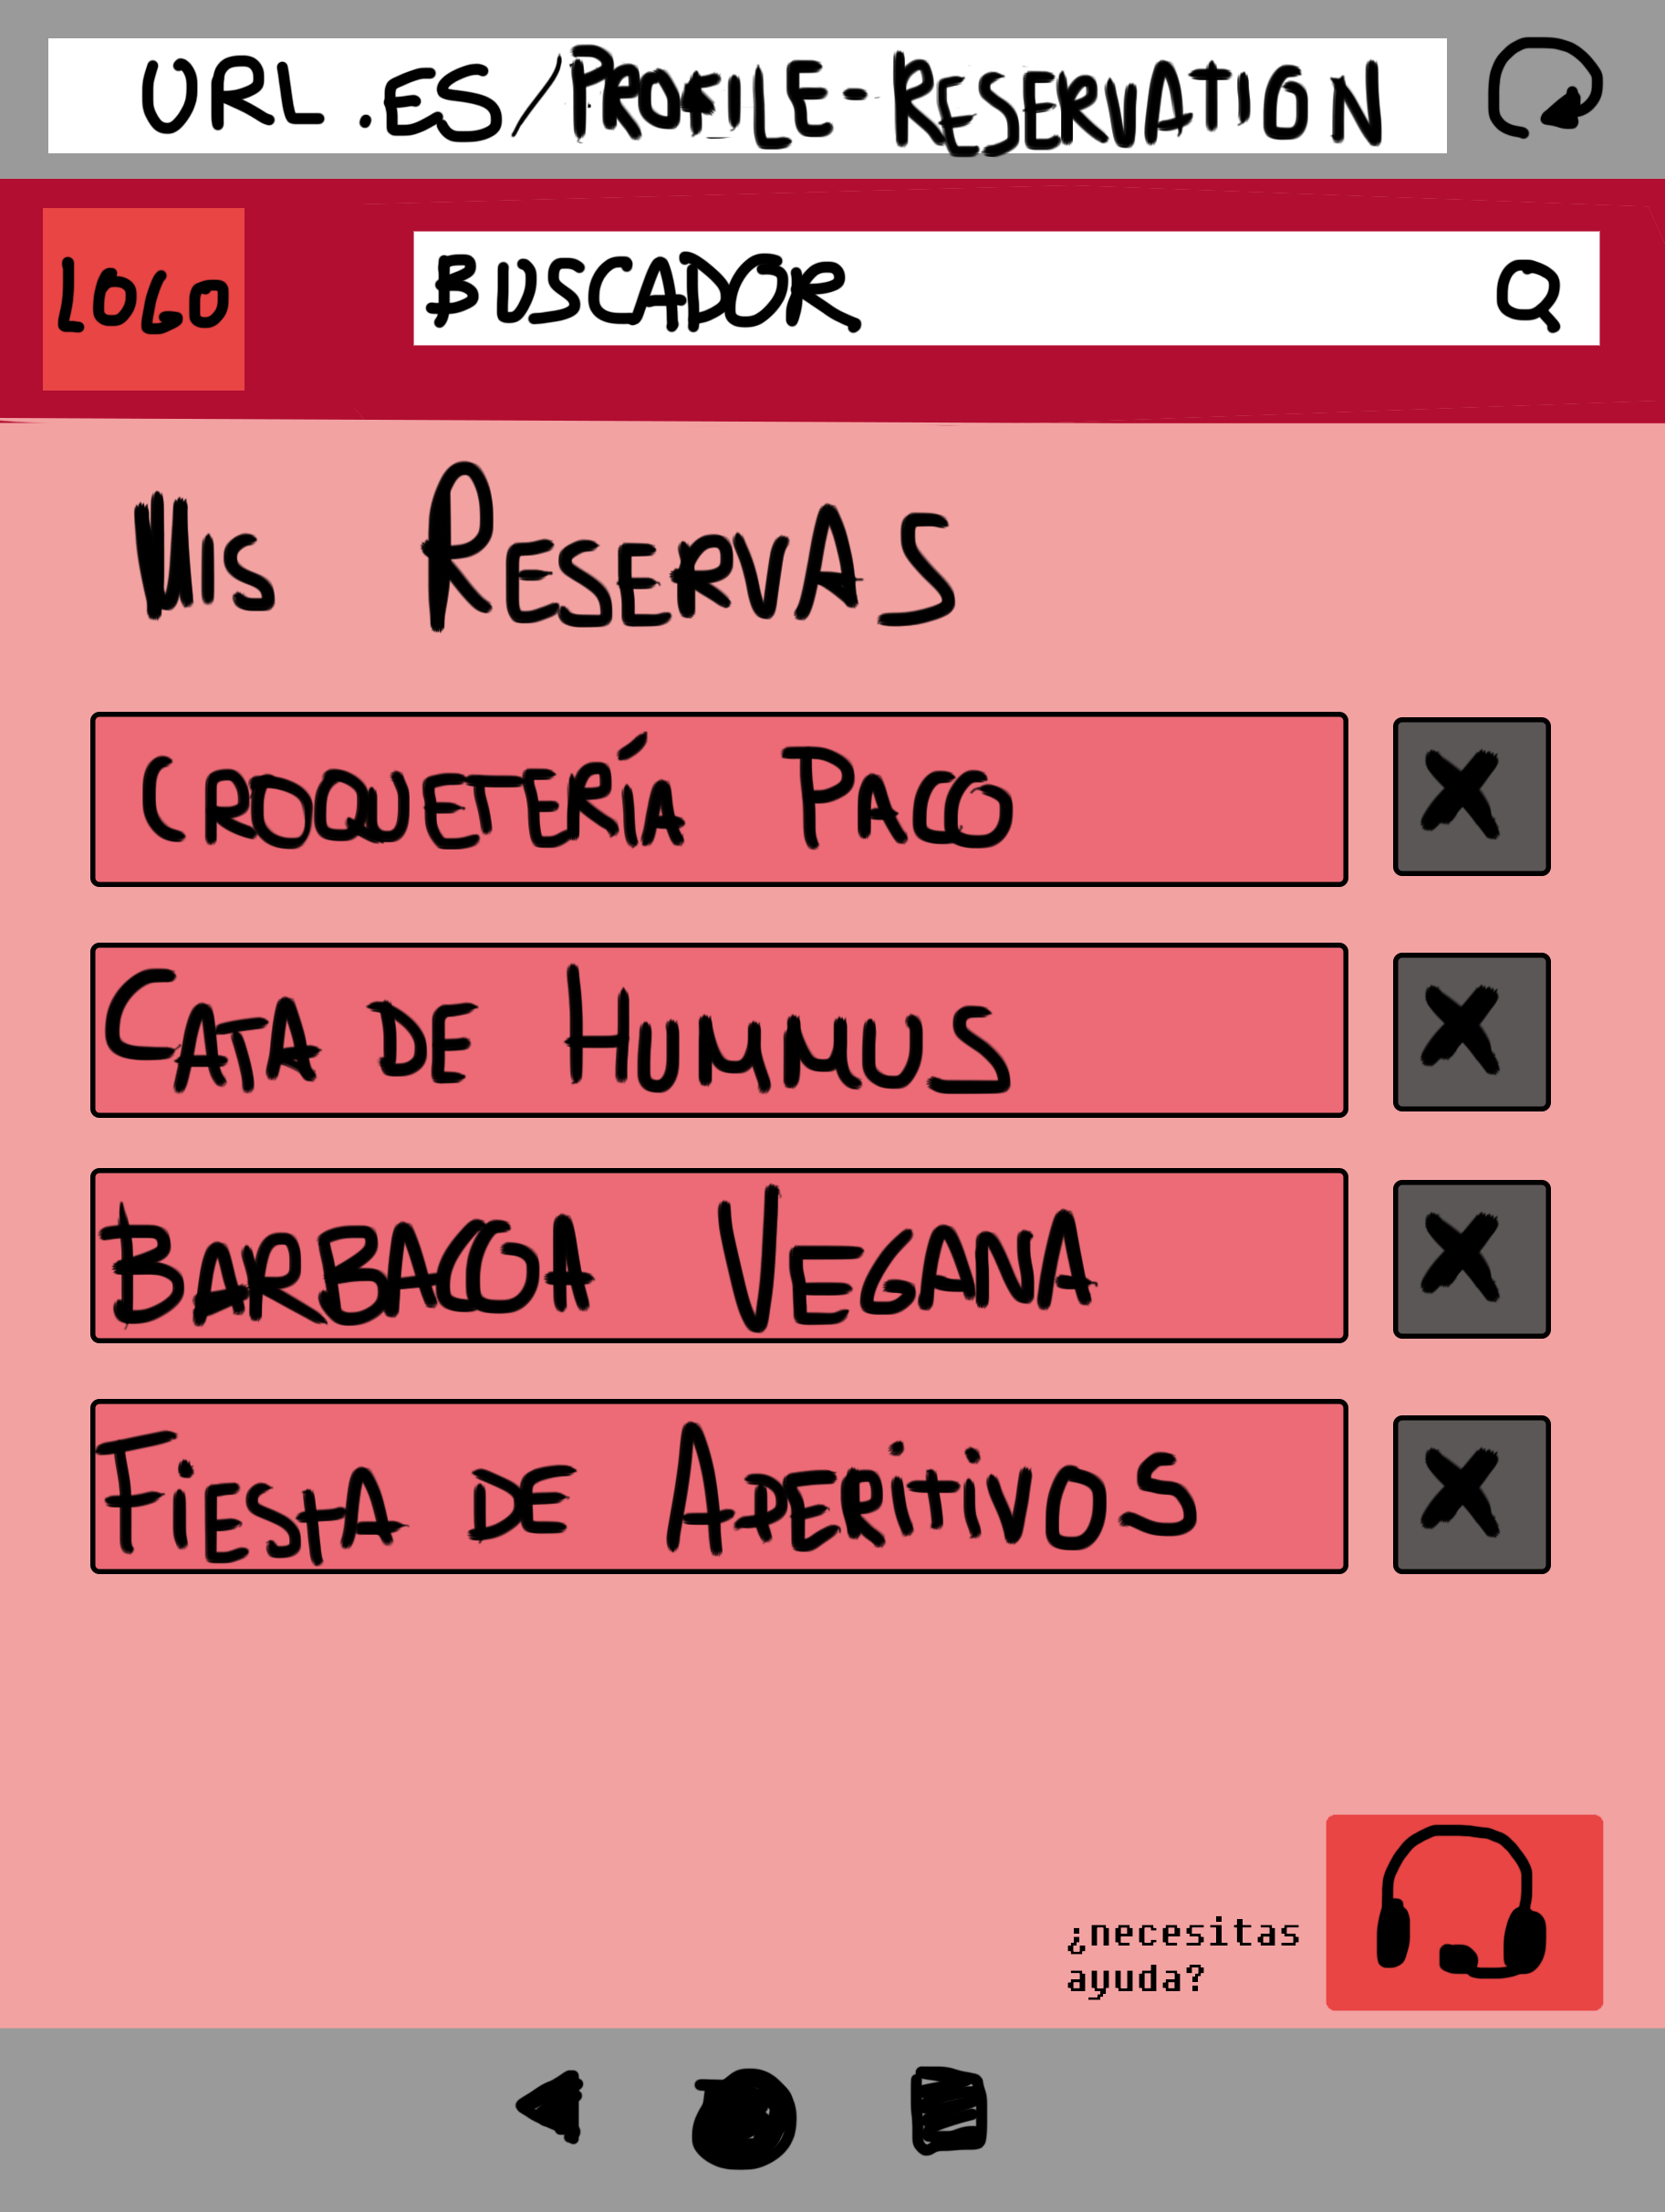 URL.ES/PROFILE-RESERVATION
LOGO
BUSCADOR
MIS RESERVAS
CROQUETERÍA PACO
X
CATA DE HUMMUS
X
BARBACOA VEGANA
X
FIESTA DE APERITIVOS
X
¿necesitas
ayuda?